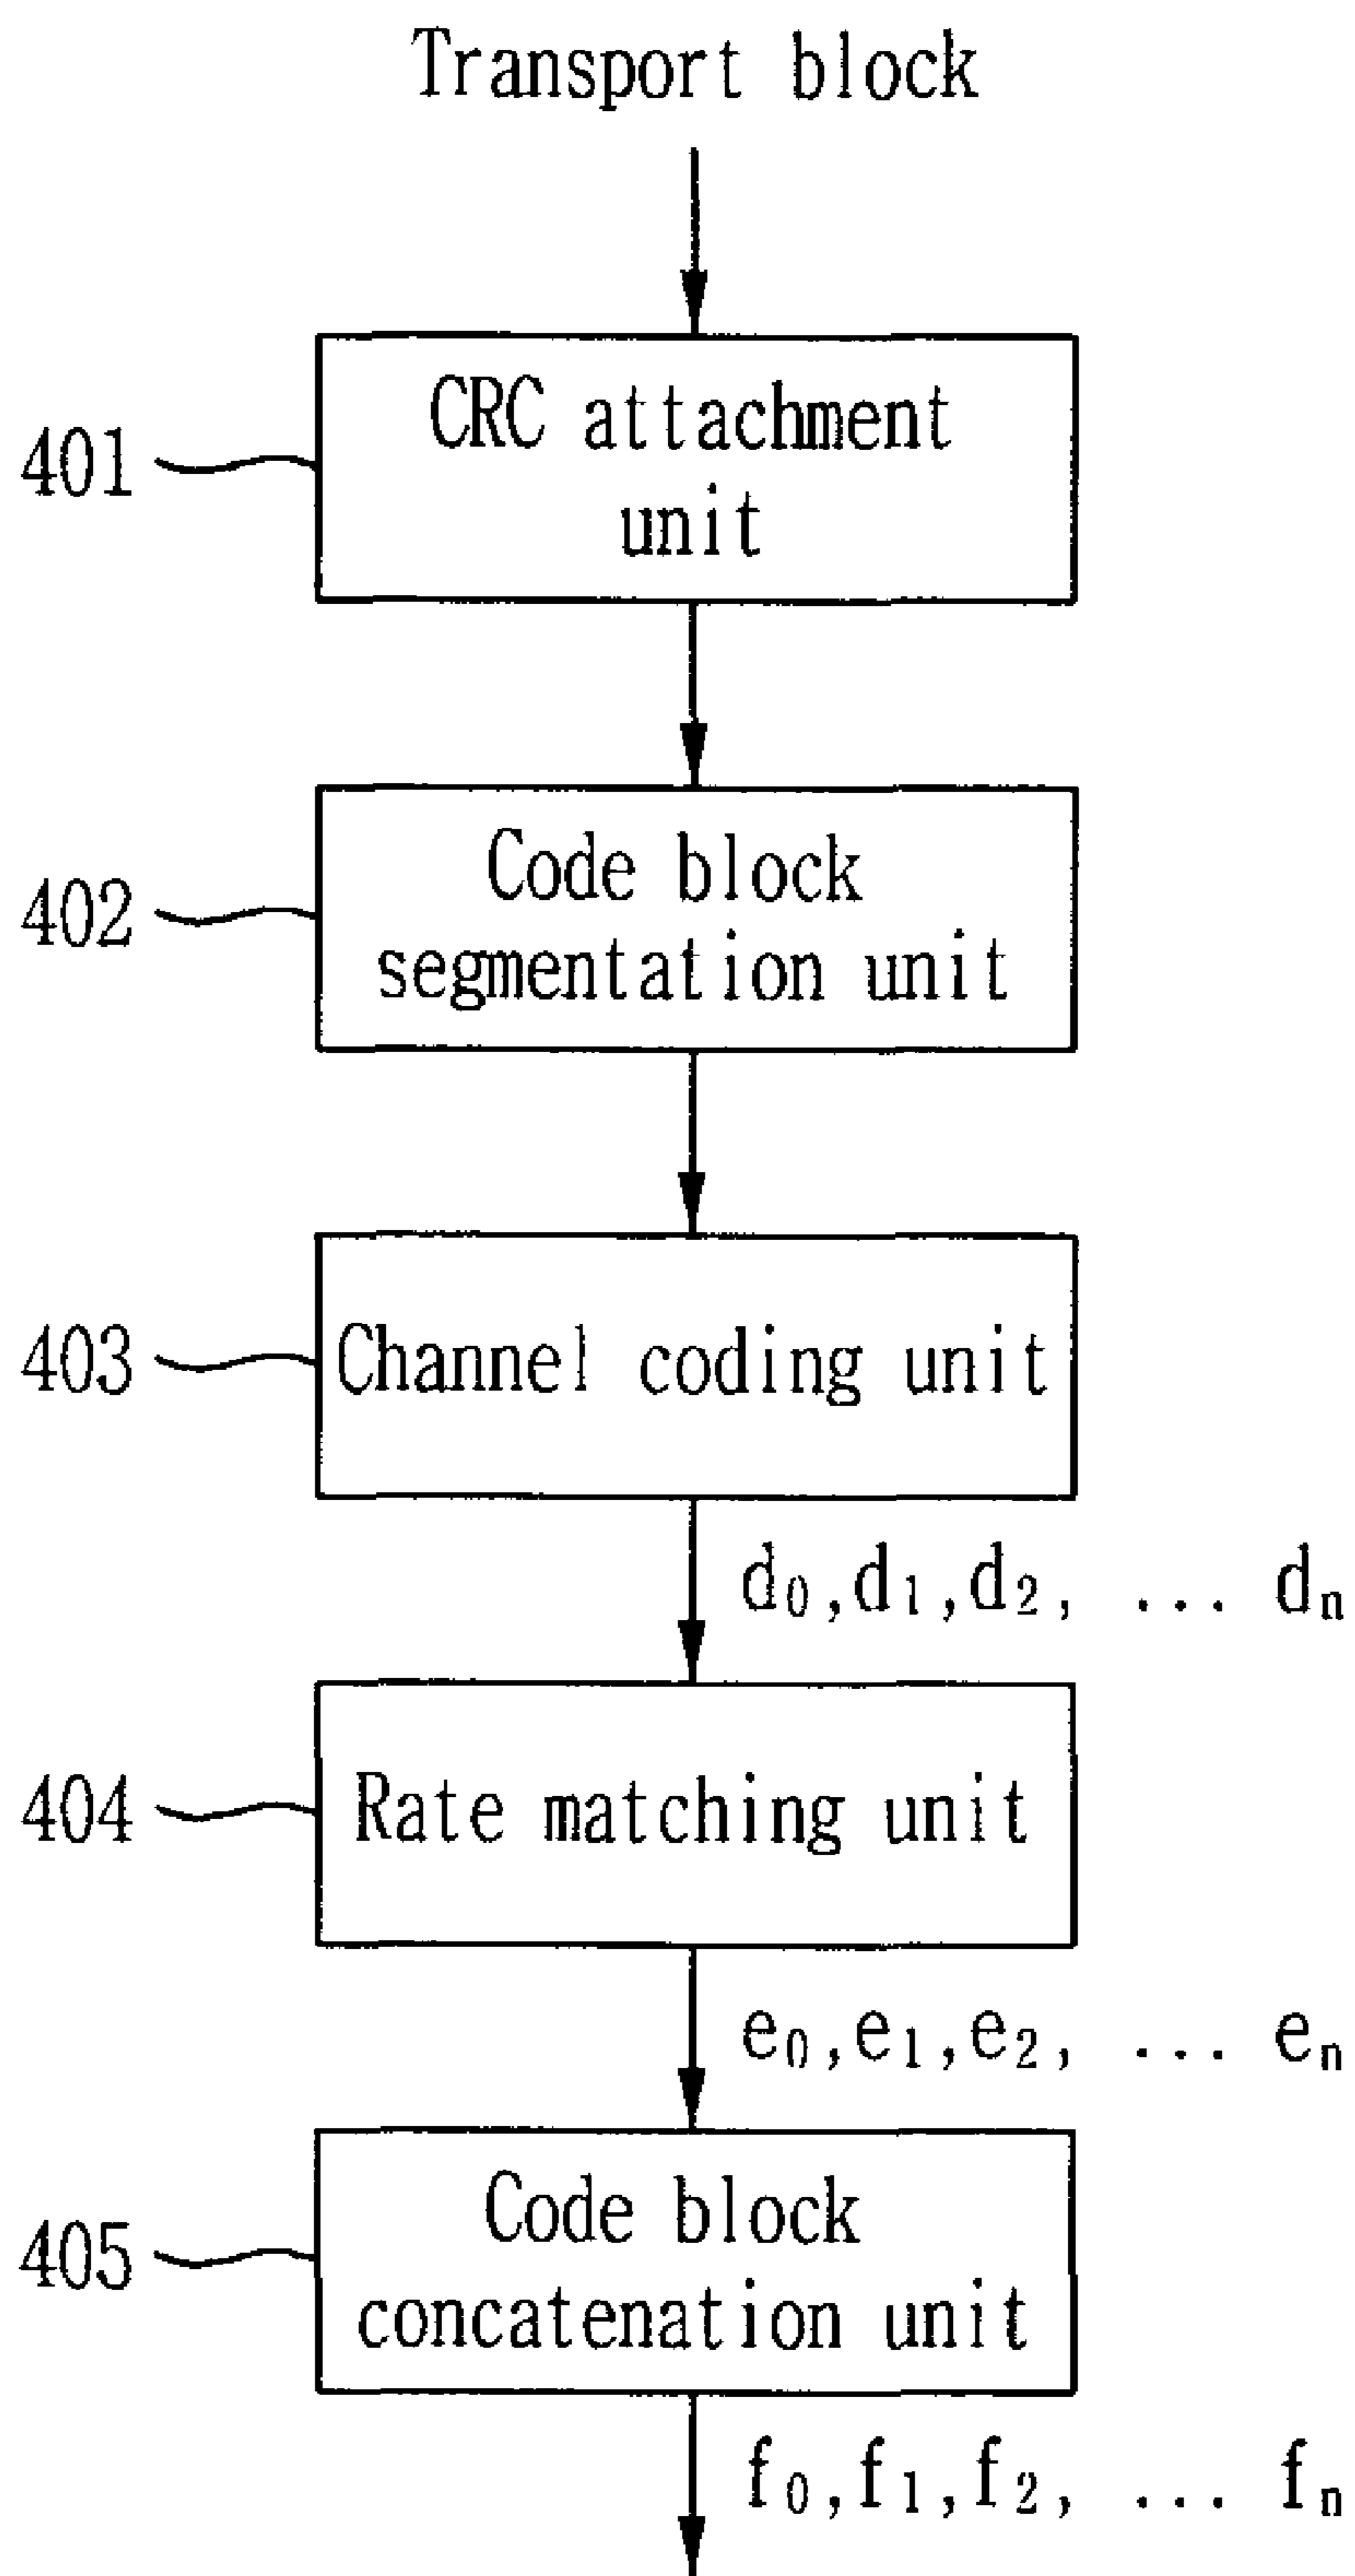 Transport block
CRC attachment
unit
401
Code block
segmentation unit
402
Channel coding unit
403
d₀,d₁,d₂, ... dₙ
Rate matching unit
404
e₀,e₁,e₂, ... eₙ
Code block
concatenation unit
405
f₀,f₁,f₂, ... fₙ